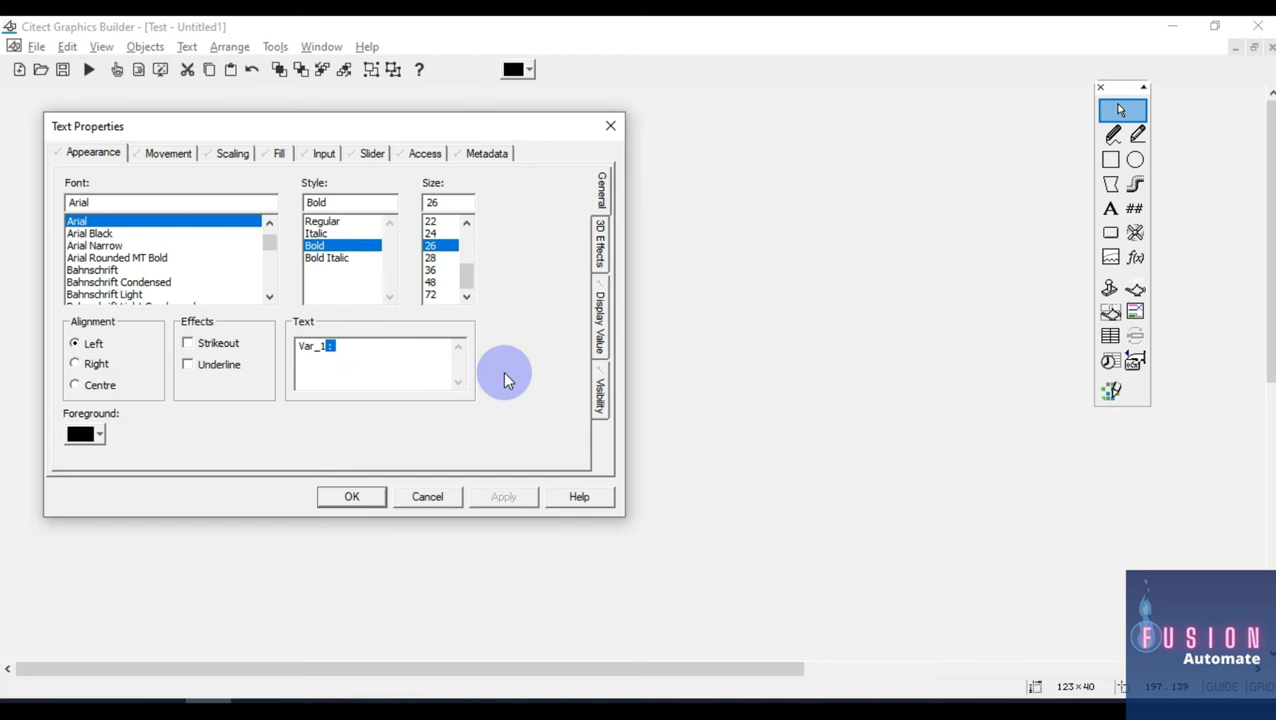 Citect Graphics Builder - [Test - Untitled1]
File Edit View Objects Text Arrange Tools Window Help
Text Properties
Appearance Movement Scaling Fill Input Slider Access Metadata
Font: Style: Size:
Arial Bold 26
Arial Regular 22
Arial Black Italic 24
Arial Narrow Bold 26
Arial Rounded MT Bold Bold Italic 28
Bahnschrift 36
Bahnschrift Condensed 48
Bahnschrift Light 72
General
3D Effects
Display Value
Visibility
Alignment Effects Text
Left Strikeout Var_1:
Right Underline
Centre
Foreground:
OK Cancel Apply Help
A ##
f(x)
FUSION
Automate
123×40 197 , 139 GUIDE GRID